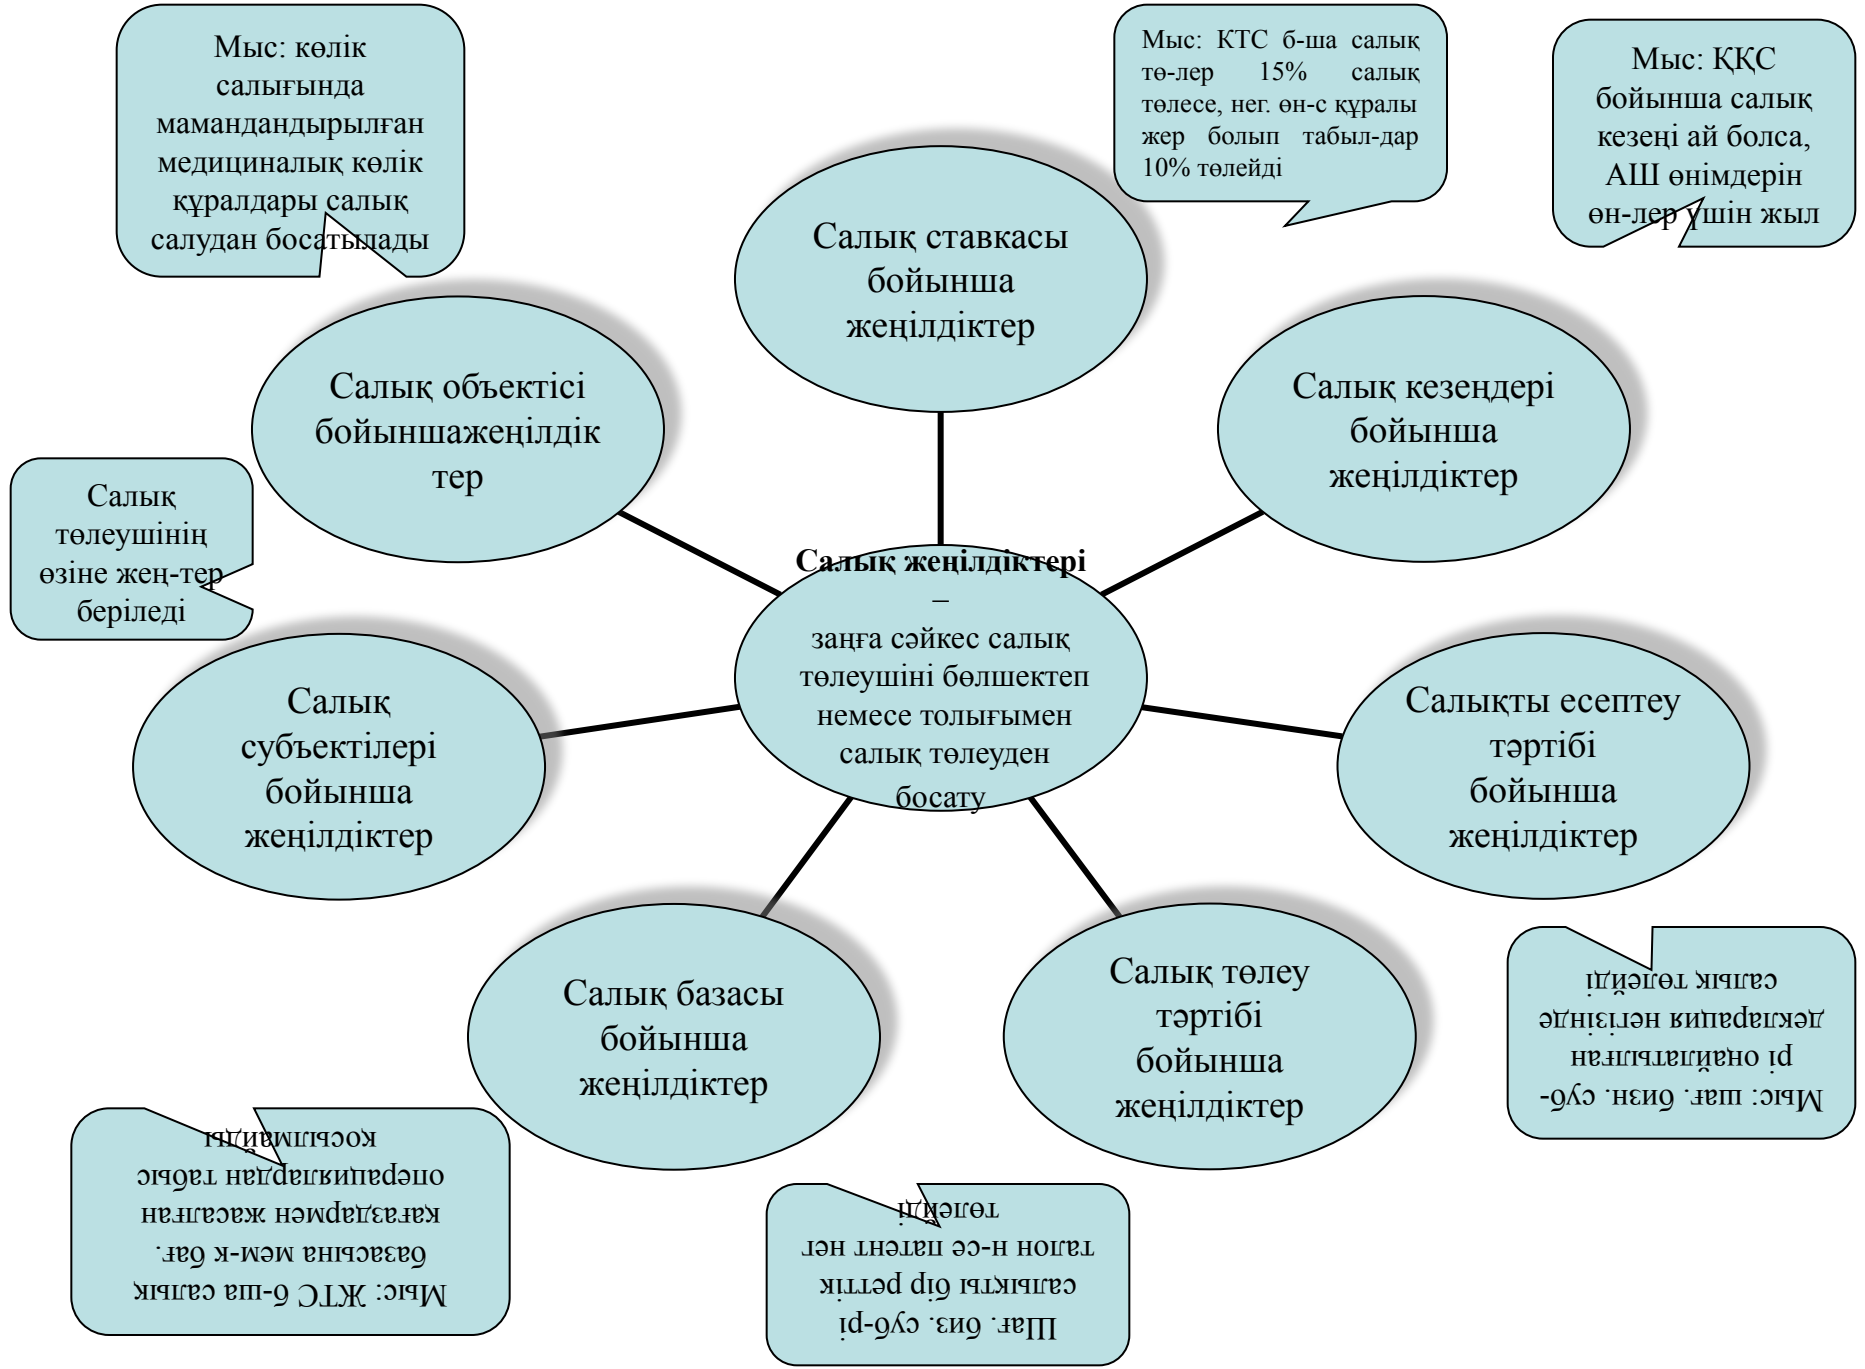 Мыс: көлік
салығында
мамандандырылған
медициналық көлік
құралдары салық
салудан босатылады
Мыс: КТС б-ша салық
тө-лер 15% салық
төлесе, нег. өн-с құралы
жер болып табыл-дар
10% төлейді
Мыс: ҚҚС
бойынша салық
кезеңі ай болса,
АШ өнімдерін
өн-лер үшін жыл
Салық ставкасы
бойынша
жеңілдіктер
Салық объектісі
бойыншажеңілдік
тер
Салық кезеңдері
бойынша
жеңілдіктер
Салық
төлеушінің
өзіне жең-тер
беріледі
Салық жеңілдіктері
–
заңға сәйкес салық
төлеушіні бөлшектеп
немесе толығымен
салық төлеуден
босату
Салық
субъектілері
бойынша
жеңілдіктер
Салықты есептеу
тәртібі
бойынша
жеңілдіктер
Салық базасы
бойынша
жеңілдіктер
Салық төлеу
тәртібі
бойынша
жеңілдіктер
Мыс: шағ. бизн. суб-
рі оңайлатылған
декларация негізінде
салық төлейді
Мыс: ЖТС б-ша салық
базасына мем-к бағ.
қағаздармен жасалған
операциялардан табыс
қосылмайды
Шағ. биз. суб-рі
салықты бір реттік
талон н-се патент нег
төлейді